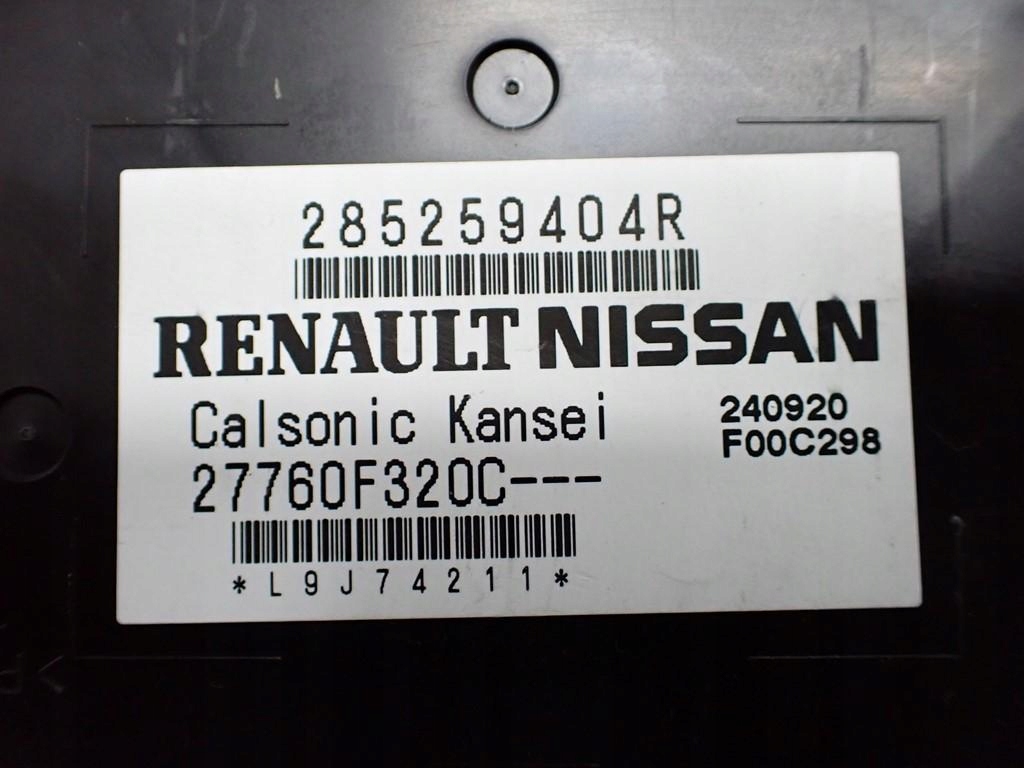 285259404R
RENAULT NISSAN
Calsonic Kansei
240920
F00C298
27760F320C---
*L9J74211*